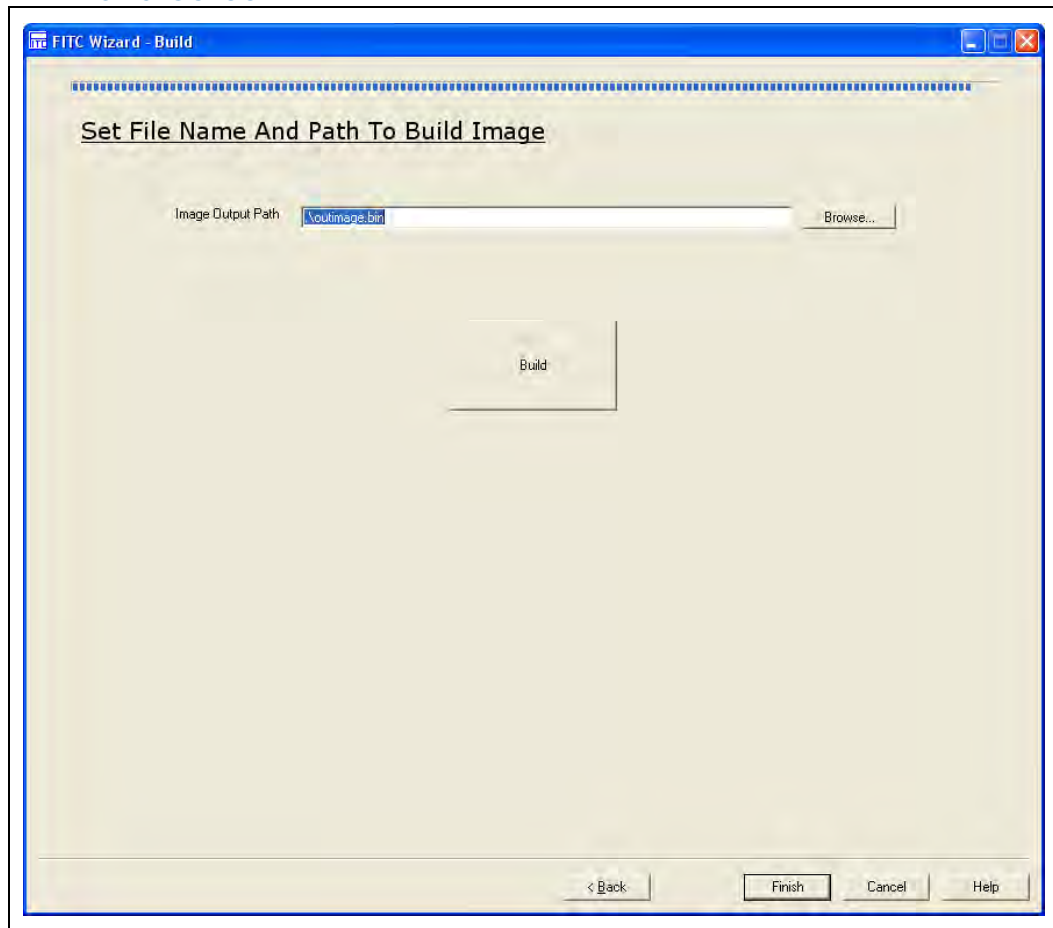 FITC Wizard - Build
Set File Name And Path To Build Image
Image Output Path .\outimage.bin Browse...
Build
< Back Finish Cancel Help